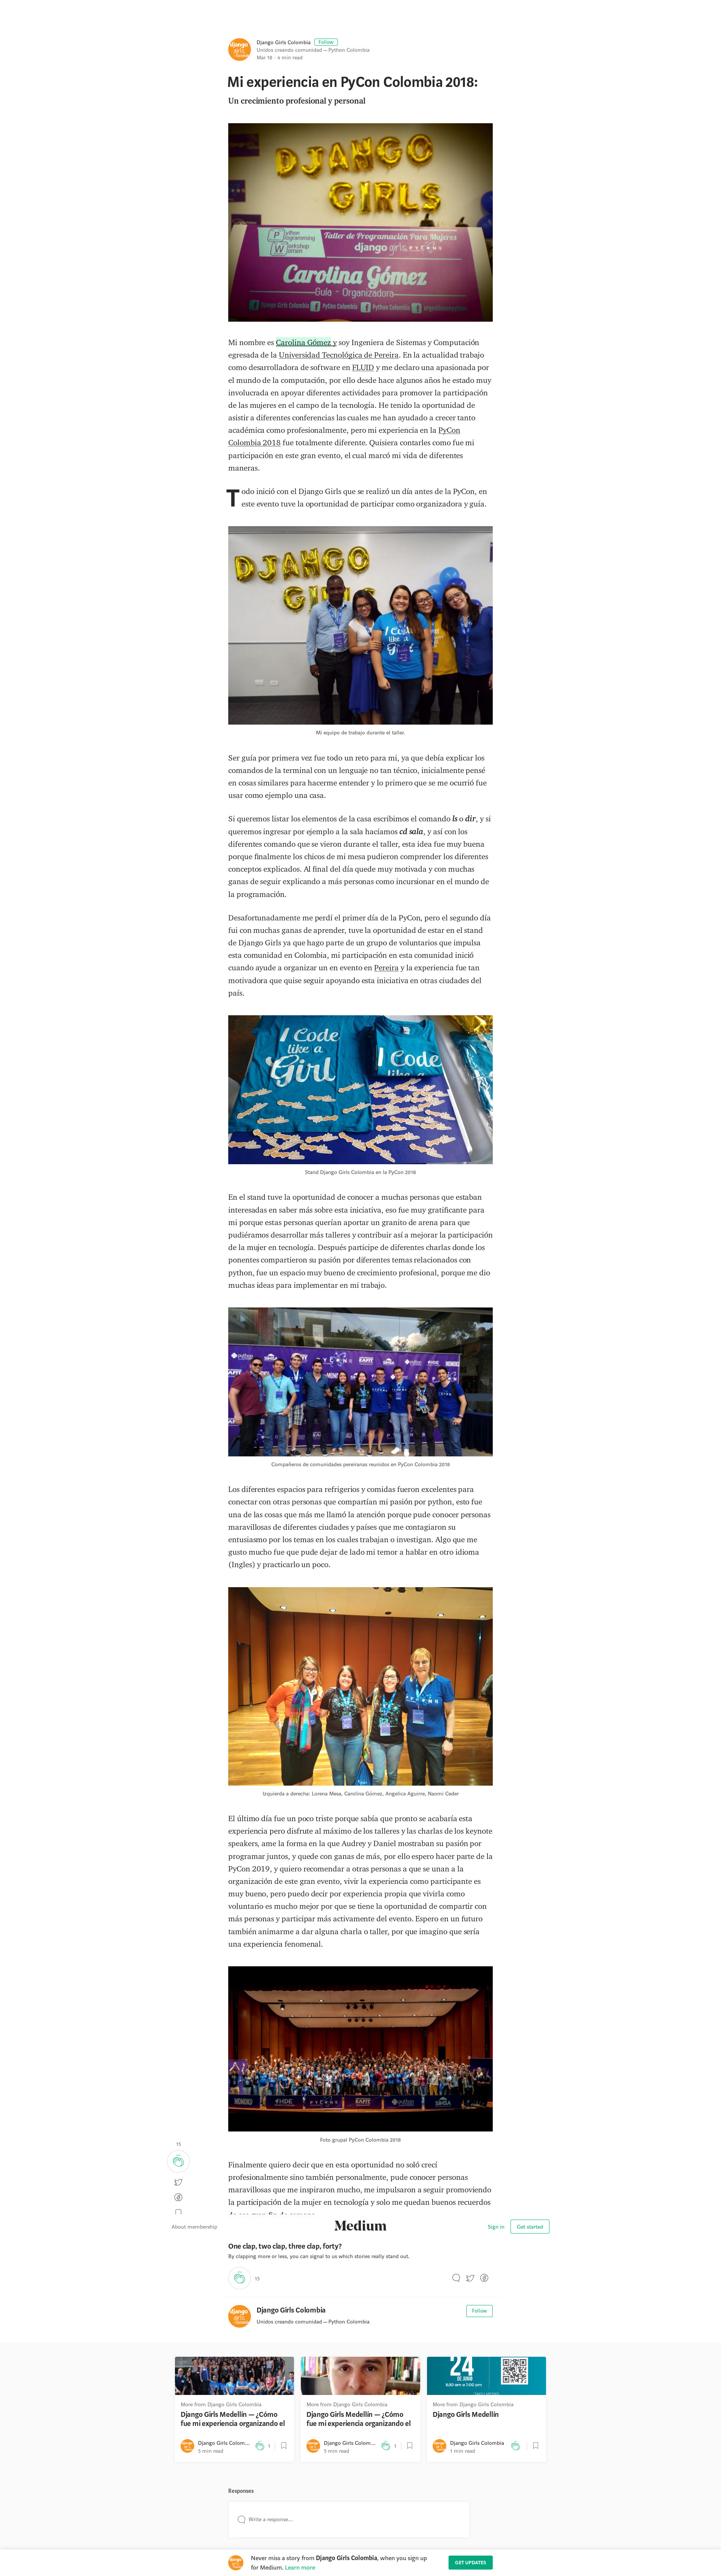 Django Girls Colombia Follow
Unidos creando comunidad — Python Colombia
Mar 18 · 4 min read
Mi experiencia en PyCon Colombia 2018:
Un crecimiento profesional y personal
DJANGO
GIRLS
Python
Programming
Workshop
Women
Taller de Programación Para Mujeres
django girls PYCONN
Carolina Gómez
Guía - Organizadora
Django Girls Colombia PyCon Colombia Python Colombia
Mi nombre es Carolina Gómez y soy Ingeniera de Sistemas y Computación
egresada de la Universidad Tecnológica de Pereira. En la actualidad trabajo
como desarrolladora de software en FLUID y me declaro una apasionada por
el mundo de la computación, por ello desde hace algunos años he estado muy
involucrada en apoyar diferentes actividades para promover la participación
de las mujeres en el campo de la tecnología. He tenido la oportunidad de
asistir a diferentes conferencias las cuales me han ayudado a crecer tanto
académica como profesionalmente, pero mi experiencia en la PyCon
Colombia 2018 fue totalmente diferente. Quisiera contarles como fue mi
participación en este gran evento, el cual marcó mi vida de diferentes
maneras.
Todo inició con el Django Girls que se realizó un día antes de la PyCon, en
este evento tuve la oportunidad de participar como organizadora y guía.
DJANGO
GIRLS
I Code
like a
Girl
Mi equipo de trabajo durante el taller.
Ser guía por primera vez fue todo un reto para mi, ya que debía explicar los
comandos de la terminal con un lenguaje no tan técnico, inicialmente pensé
en cosas similares para hacerme entender y lo primero que se me ocurrió fue
usar como ejemplo una casa.
Si queremos listar los elementos de la casa escribimos el comando ls o dir, y si
queremos ingresar por ejemplo a la sala hacíamos cd sala, y así con los
diferentes comando que se vieron durante el taller, esta idea fue muy buena
porque finalmente los chicos de mi mesa pudieron comprender los diferentes
conceptos explicados. Al final del día quede muy motivada y con muchas
ganas de seguir explicando a más personas como incursionar en el mundo de
la programación.
Desafortunadamente me perdí el primer día de la PyCon, pero el segundo día
fui con muchas ganas de aprender, tuve la oportunidad de estar en el stand
de Django Girls ya que hago parte de un grupo de voluntarios que impulsa
esta comunidad en Colombia, mi participación en esta comunidad inició
cuando ayude a organizar un en evento en Pereira y la experiencia fue tan
motivadora que quise seguir apoyando esta iniciativa en otras ciudades del
país.
I Code
like a
Girl
I Code
like a
Stand Django Girls Colombia en la PyCon 2018
En el stand tuve la oportunidad de conocer a muchas personas que estaban
interesadas en saber más sobre esta iniciativa, eso fue muy gratificante para
mi porque estas personas querían aportar un granito de arena para que
pudiéramos desarrollar más talleres y contribuir así a mejorar la participación
de la mujer en tecnología. Después participe de diferentes charlas donde los
ponentes compartieron su pasión por diferentes temas relacionados con
python, fue un espacio muy bueno de crecimiento profesional, porque me dio
muchas ideas para implementar en mi trabajo.
Compañeros de comunidades pereiranas reunidos en PyCon Colombia 2018
Los diferentes espacios para refrigerios y comidas fueron excelentes para
conectar con otras personas que compartían mi pasión por python, esto fue
una de las cosas que más me llamó la atención porque pude conocer personas
maravillosas de diferentes ciudades y países que me contagiaron su
entusiasmo por los temas en los cuales trabajan o investigan. Algo que me
gusto mucho fue que pude dejar de lado mi temor a hablar en otro idioma
(Ingles) y practicarlo un poco.
Izquierda a derecha: Lorena Mesa, Carolina Gómez, Angelica Aguirre, Naomi Ceder
El último día fue un poco triste porque sabía que pronto se acabaría esta
experiencia pero disfrute al máximo de los talleres y las charlas de los keynote
speakers, ame la forma en la que Audrey y Daniel mostraban su pasión por
programar juntos, y quede con ganas de más, por ello espero hacer parte de la
PyCon 2019, y quiero recomendar a otras personas a que se unan a la
organización de este gran evento, vivir la experiencia como participante es
muy bueno, pero puedo decir por experiencia propia que vivirla como
voluntario es mucho mejor por que se tiene la oportunidad de compartir con
más personas y participar más activamente del evento. Espero en un futuro
también animarme a dar alguna charla o taller, por que imagino que sería
una experiencia fenomenal.
Foto grupal PyCon Colombia 2018
15
Finalmente quiero decir que en esta oportunidad no soló crecí
profesionalmente sino también personalmente, pude conocer personas
maravillosas que me inspiraron mucho, me impulsaron a seguir promoviendo
la participación de la mujer en tecnología y solo me quedan buenos recuerdos
About membership Medium Sign in Get started
One clap, two clap, three clap, forty?
By clapping more or less, you can signal to us which stories really stand out.
15
Django Girls Colombia Follow
Unidos creando comunidad — Python Colombia
24
DE JUNIO
8:30 am a 7:00 pm
More from Django Girls Colombia
Django Girls Medellín — ¿Cómo
fue mi experiencia organizando el
Django Girls Colom…
5 min read
1
More from Django Girls Colombia
Django Girls Medellín — ¿Cómo
fue mi experiencia organizando el
Django Girls Colom…
5 min read
1
More from Django Girls Colombia
Django Girls Medellín
Django Girls Colombia
1 min read
Responses
Write a response…
Never miss a story from Django Girls Colombia, when you sign up
for Medium. Learn more
GET UPDATES